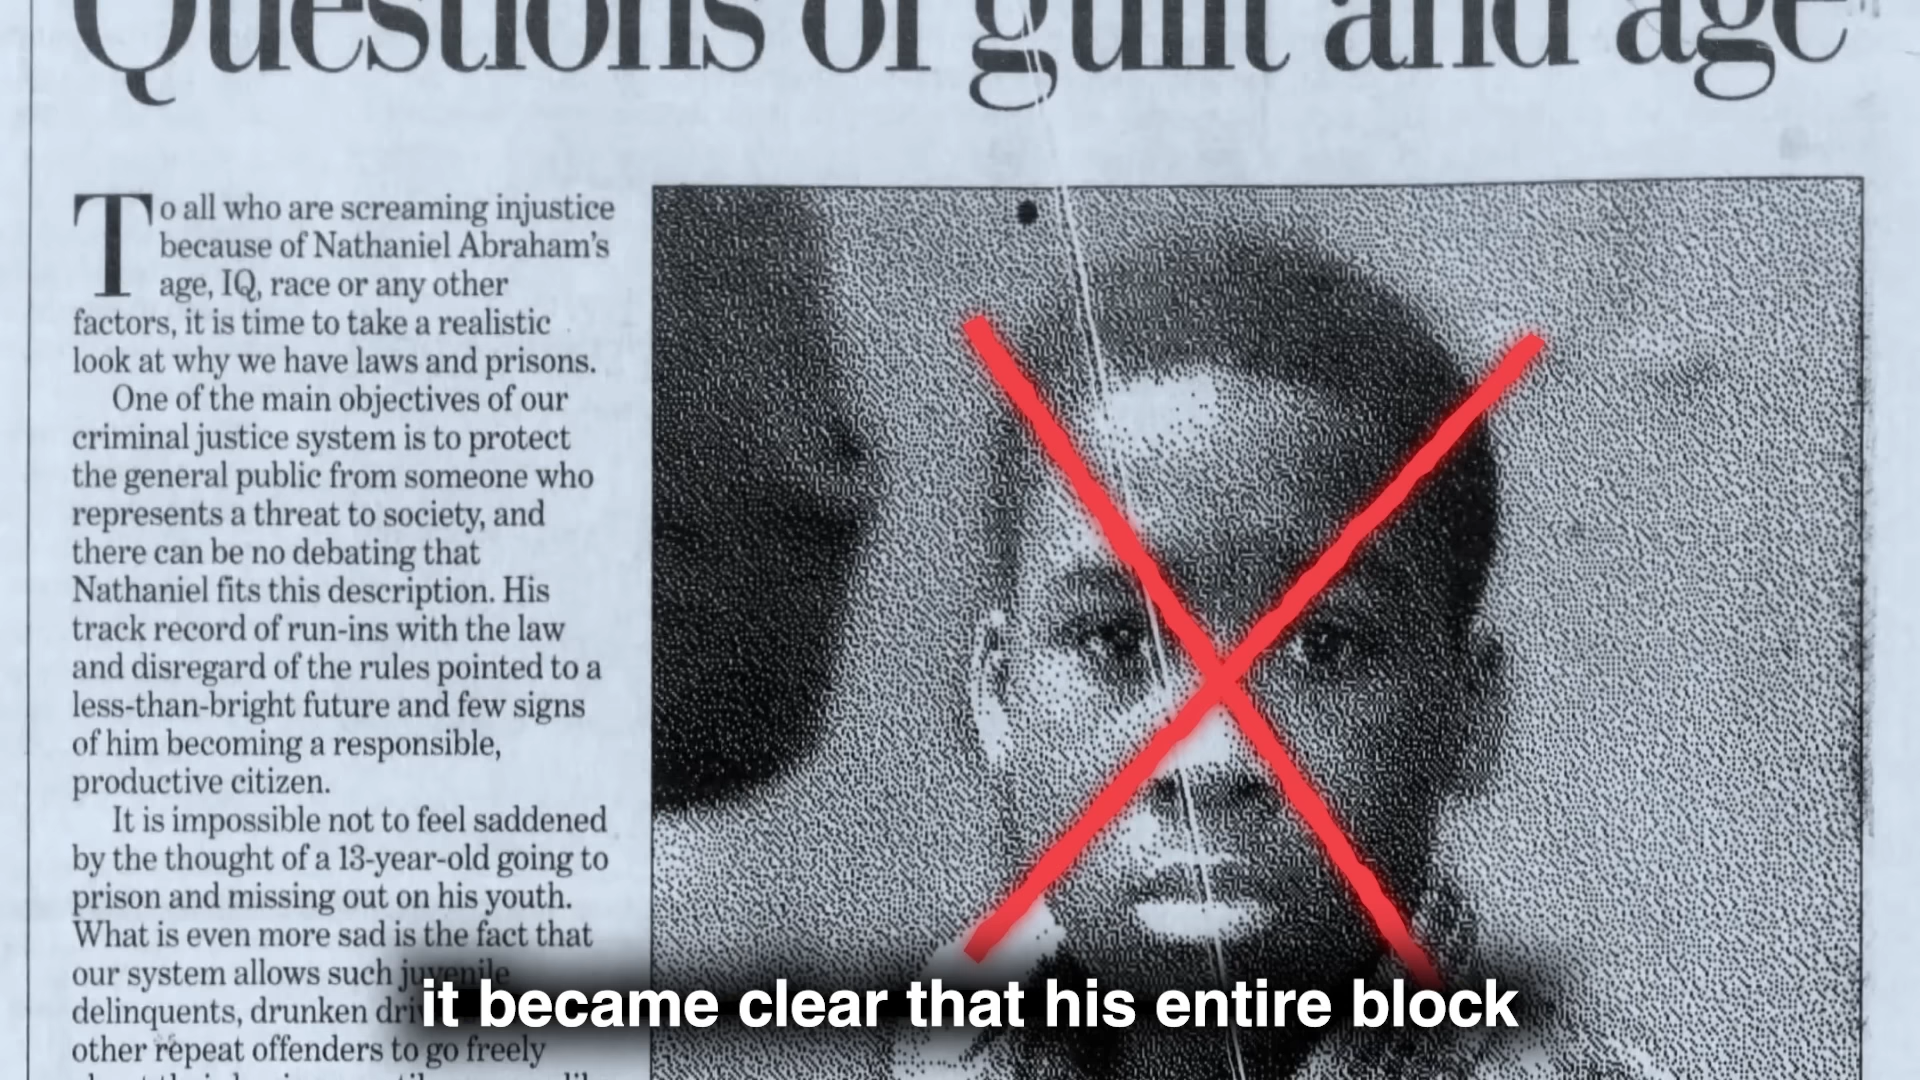 Questions of guilt and age
To all who are screaming injustice
because of Nathaniel Abraham's
age, IQ, race or any other
factors, it is time to take a realistic
look at why we have laws and prisons.
One of the main objectives of our
criminal justice system is to protect
the general public from someone who
represents a threat to society, and
there can be no debating that
Nathaniel fits this description. His
track record of run-ins with the law
and disregard of the rules pointed to a
less-than-bright future and few signs
of him becoming a responsible,
productive citizen.
It is impossible not to feel saddened
by the thought of a 13-year-old going to
prison and missing out on his youth.
What is even more sad is the fact that
our system allows such juvenile
delinquents, drunken
other repeat offenders to go freely
it became clear that his entire block